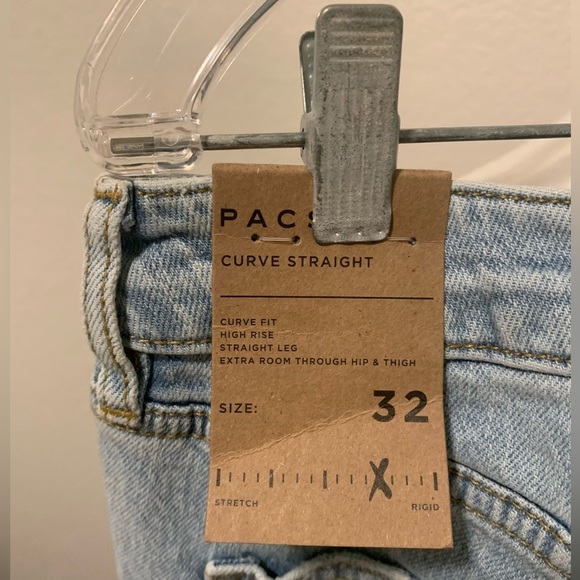 PACS
CURVE STRAIGHT
CURVE FIT
HIGH RISE
STRAIGHT LEG
EXTRA ROOM THROUGH HIP & THIGH
SIZE: 32
X
STRETCH RIGID